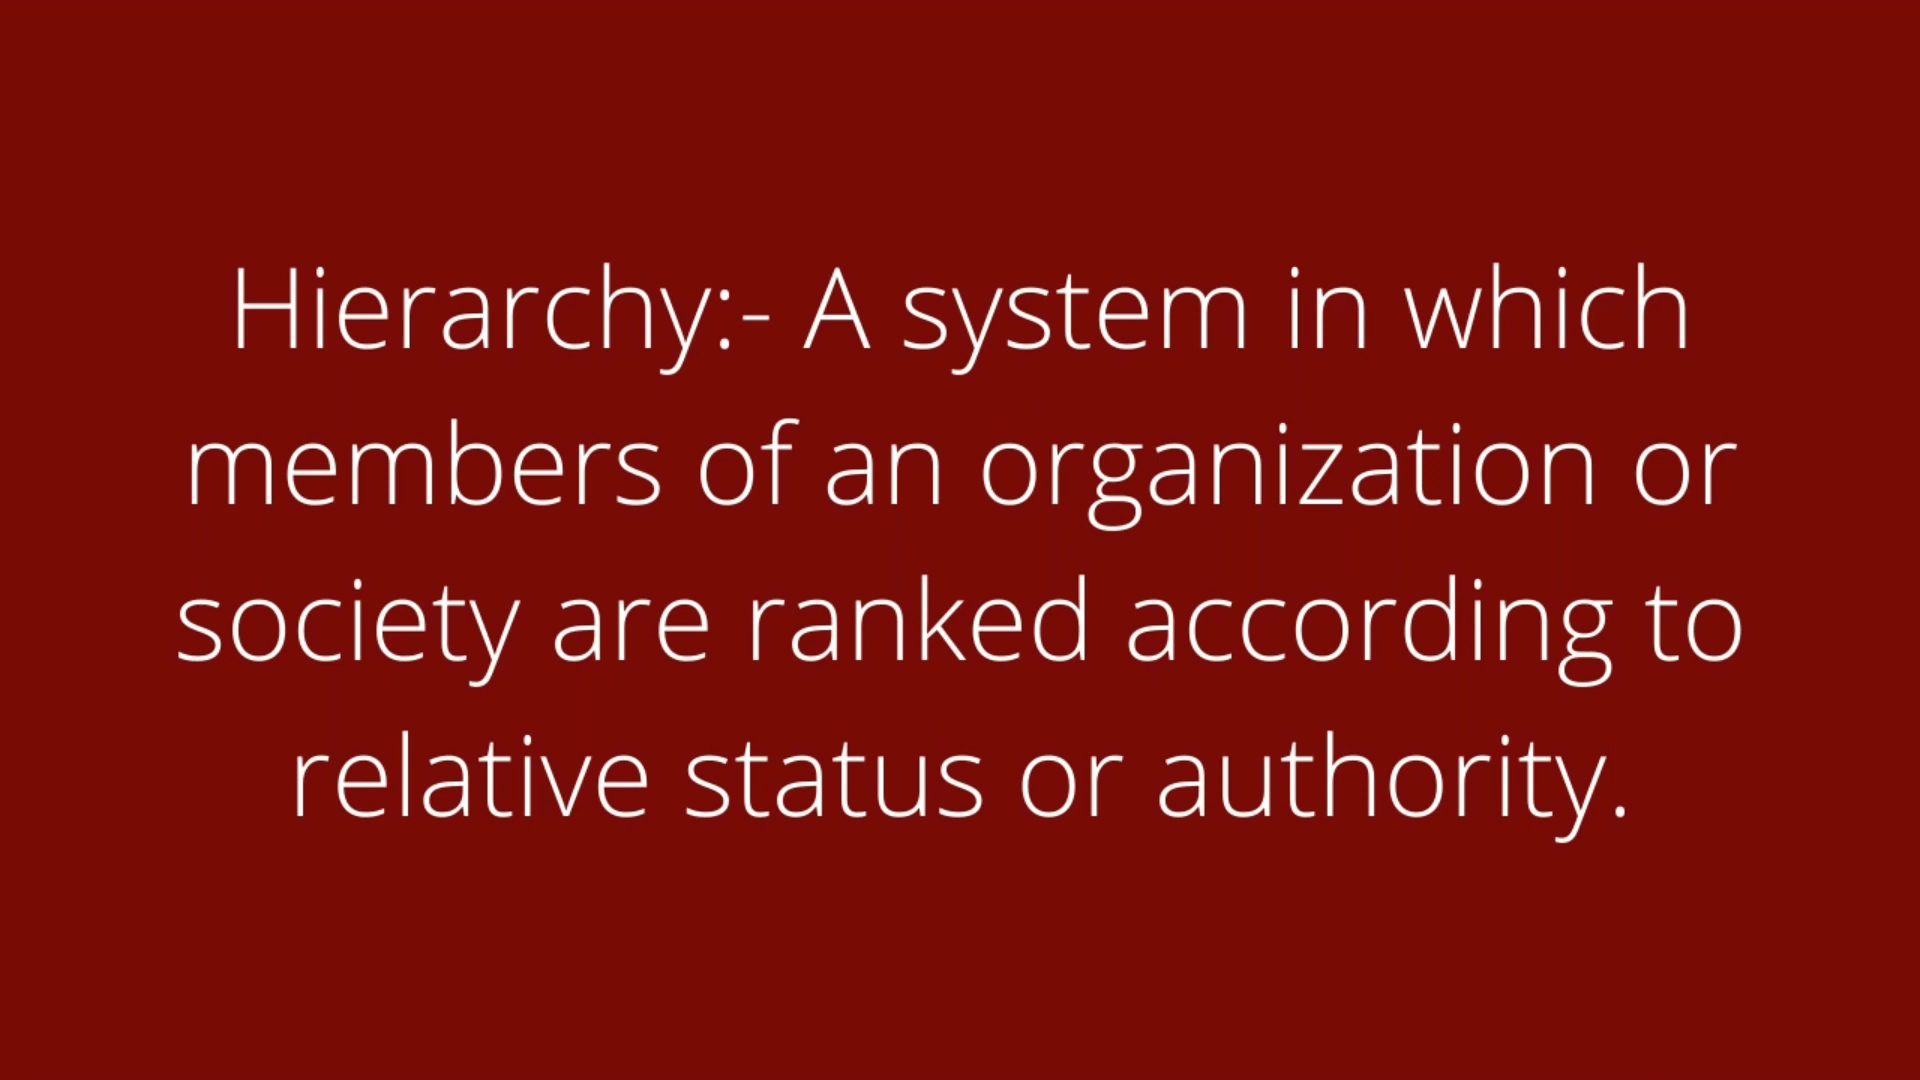 Hierarchy:- A system in which
members of an organization or
society are ranked according to
relative status or authority.